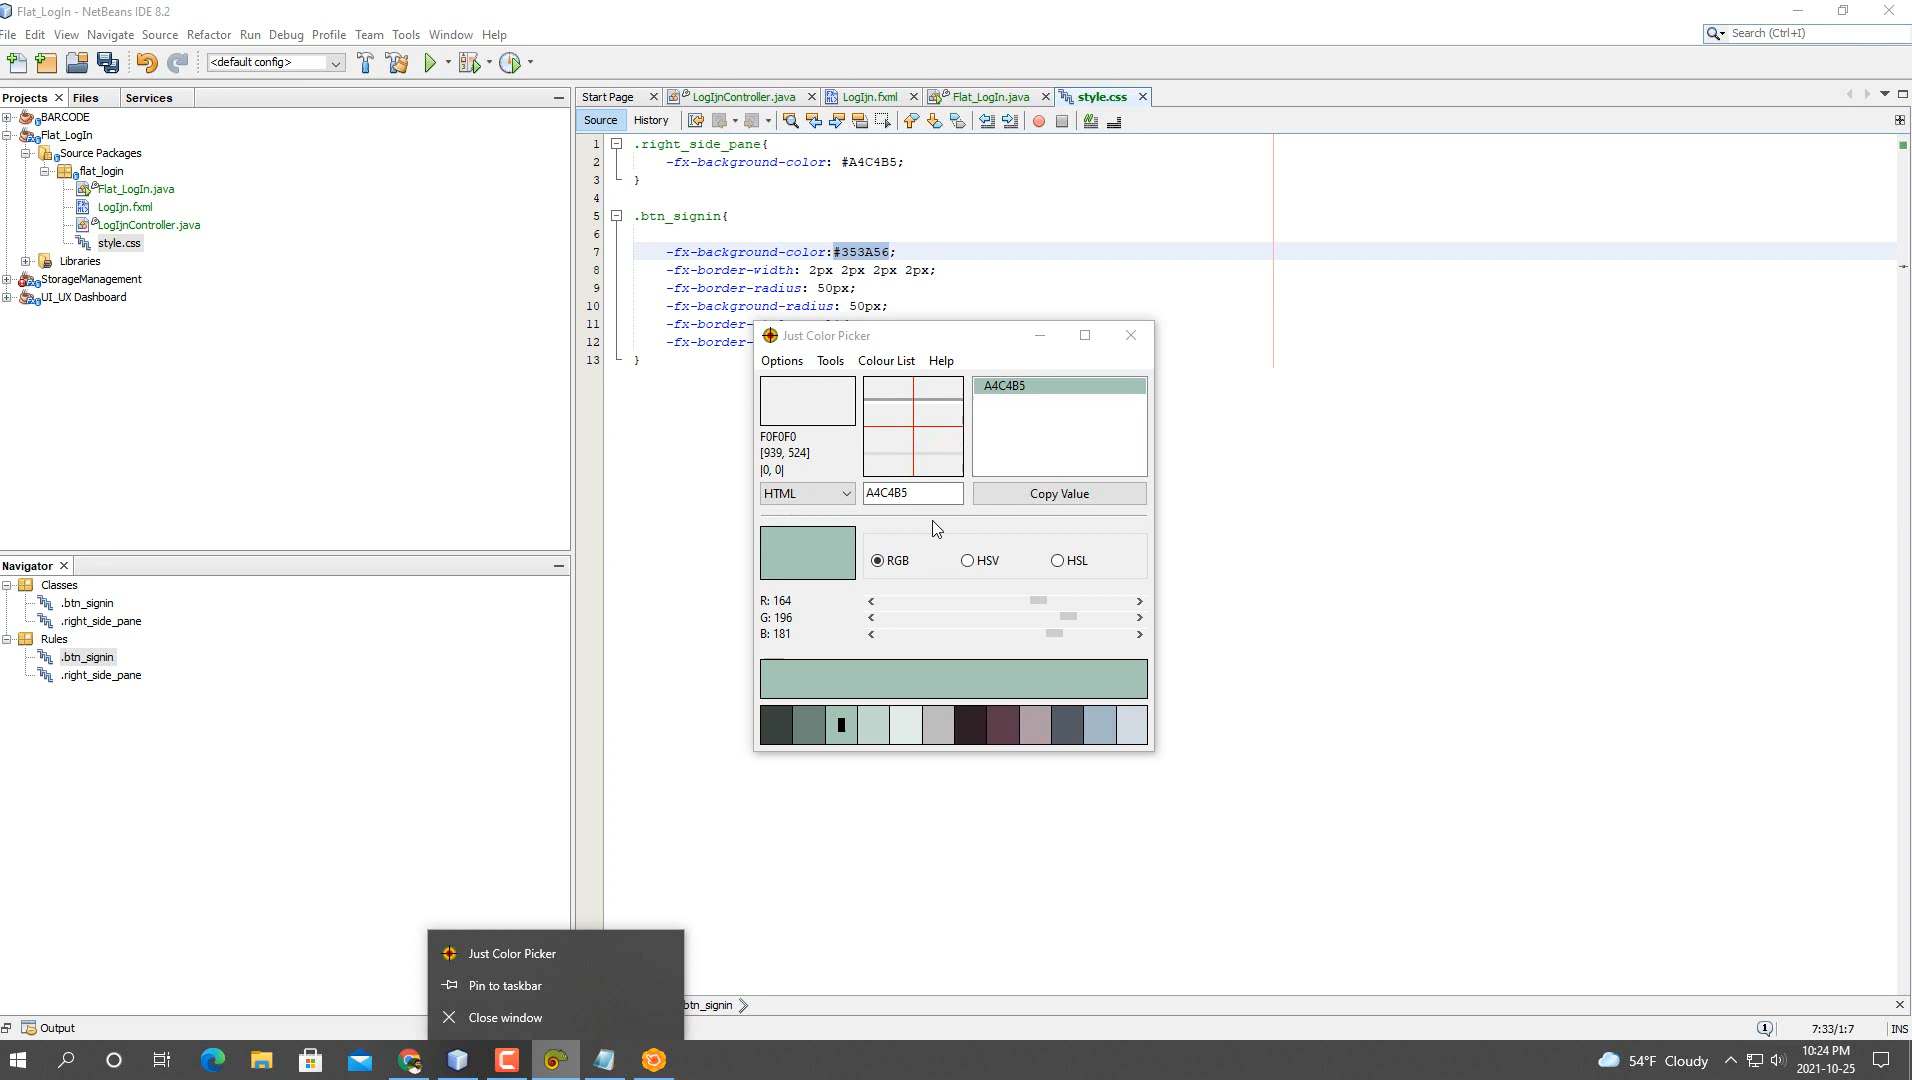 Flat_LogIn - NetBeans IDE 8.2
File Edit View Navigate Source Refactor Run Debug Profile Team Tools Window Help
Search (Ctrl+I)
<default config>
Projects Files Services
BARCODE
Flat_LogIn
Source Packages
flat_login
Flat_LogIn.java
LogIjn.fxml
LogIjnController.java
style.css
Libraries
StorageManagement
UI_UX Dashboard
Start Page LogIjnController.java LogIjn.fxml Flat_LogIn.java style.css
Source History
1 .right_side_pane{
2 -fx-background-color: #A4C4B5;
3 }
4
5 .btn_signin{
6
7 -fx-background-color:#353A56;
8 -fx-border-width: 2px 2px 2px 2px;
9 -fx-border-radius: 50px;
10 -fx-background-radius: 50px;
11 -fx-border-
12 -fx-border-
13 }
Just Color Picker
Options Tools Colour List Help
A4C4B5
F0F0F0
[939, 524]
|0, 0|
HTML A4C4B5 Copy Value
RGB HSV HSL
R: 164
G: 196
B: 181
Navigator
Classes
.btn_signin
.right_side_pane
Rules
.btn_signin
.right_side_pane
Just Color Picker
Pin to taskbar
Close window
btn_signin
Output
7:33/1:7 INS
1
54°F Cloudy
10:24 PM
2021-10-25